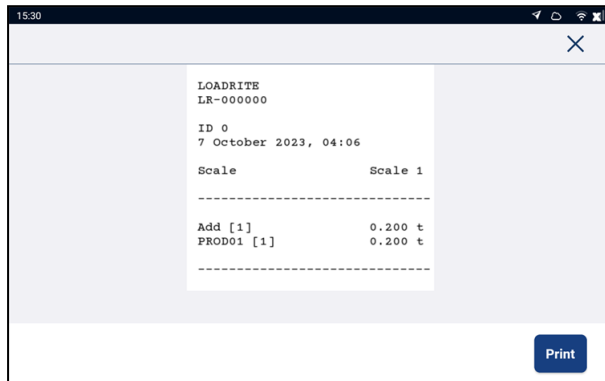 15:30
LOADRITE
LR-000000
ID 0
7 October 2023, 04:06
Scale Scale 1
-------------------------------
Add [1] 0.200 t
PROD01 [1] 0.200 t
-------------------------------
Print